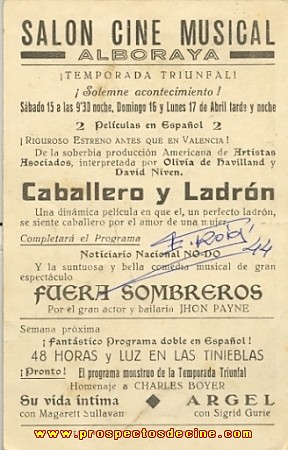 SALON CINE MUSICAL
ALBORAYA
¡TEMPORADA TRIUNFAL!
¡Solemne acontecimiento!
Sábado 15 a las 9'30 noche, Domingo 16 y Lunes 17 de Abril tarde y noche
2 Películas en Español 2
¡RIGUROSO ESTRENO ANTES QUE EN VALENCIA!
De la soberbia producción Americana de Artistas
Asociados, interpretada por Olivia de Havilland y
David Niven.
Caballero y Ladrón
Una dinámica película en que el, un perfecto ladrón,
se siente caballero por el amor de una mujer.
Completará el Programa
Noticiario Nacional NO-DO
44
Y la suntuosa y bella comedia musical de gran
espectáculo
FUERA SOMBREROS
Por el gran actor y bailarín JHON PAYNE
Semana próxima
¡Fantástico Programa doble en Español!
48 HORAS Y LUZ EN LAS TINIEBLAS
¡Pronto! El programa monstruo de la Temporada Triunfal
Homenaje a CHARLES BOYER
Su vida íntima ◆ ARGEL
con Magarett Sullavan con Sigrid Gurie
www.prospectosdecine.com